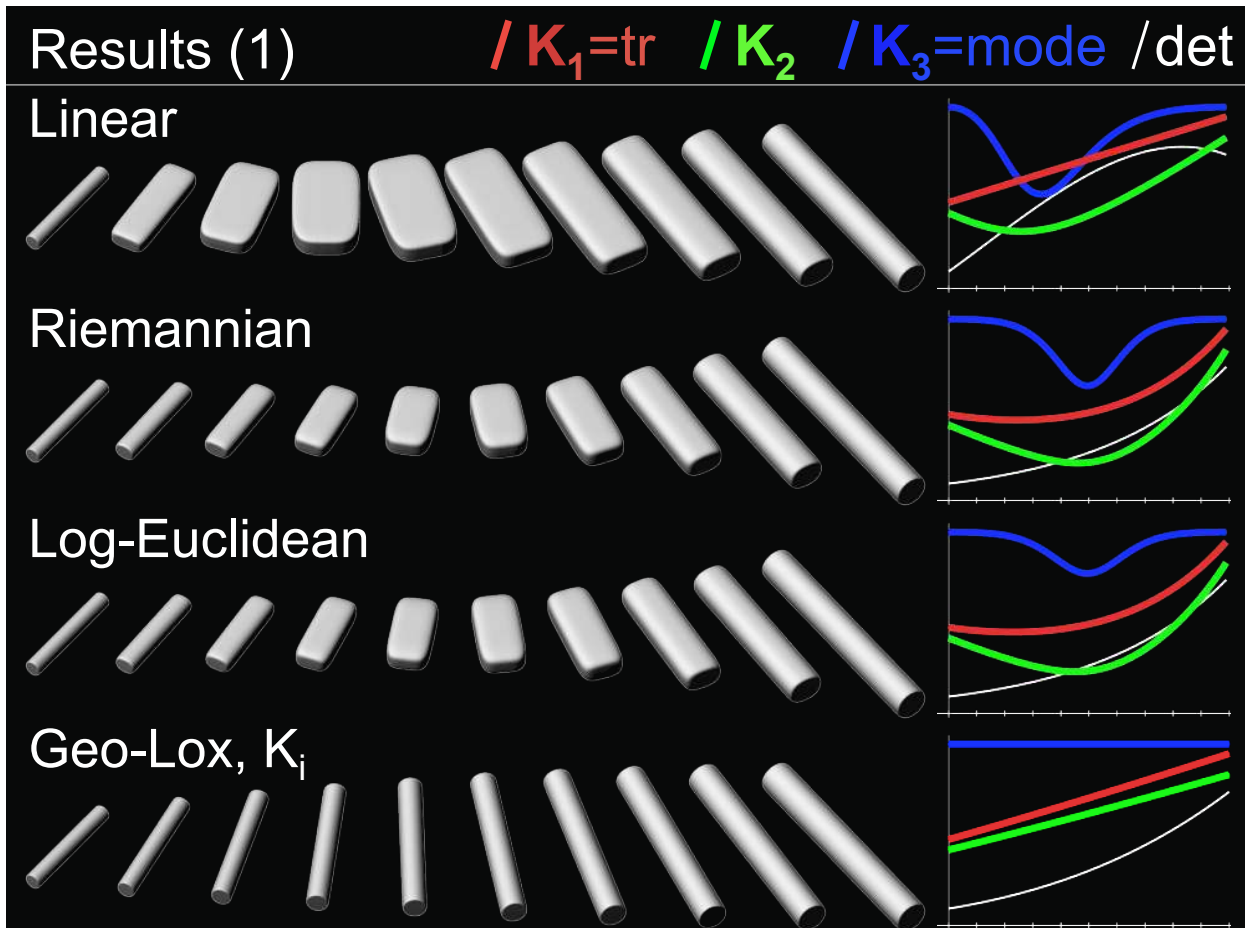 Results (1) / K₁=tr / K₂ / K₃=mode / det
Linear
Riemannian
Log-Euclidean
Geo-Lox, Kᵢ